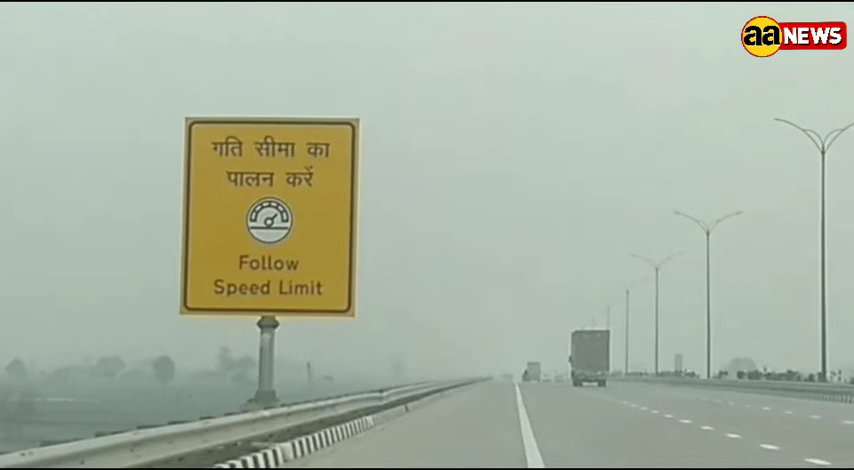 aa NEWS
गति सीमा का
पालन करें
Follow
Speed Limit